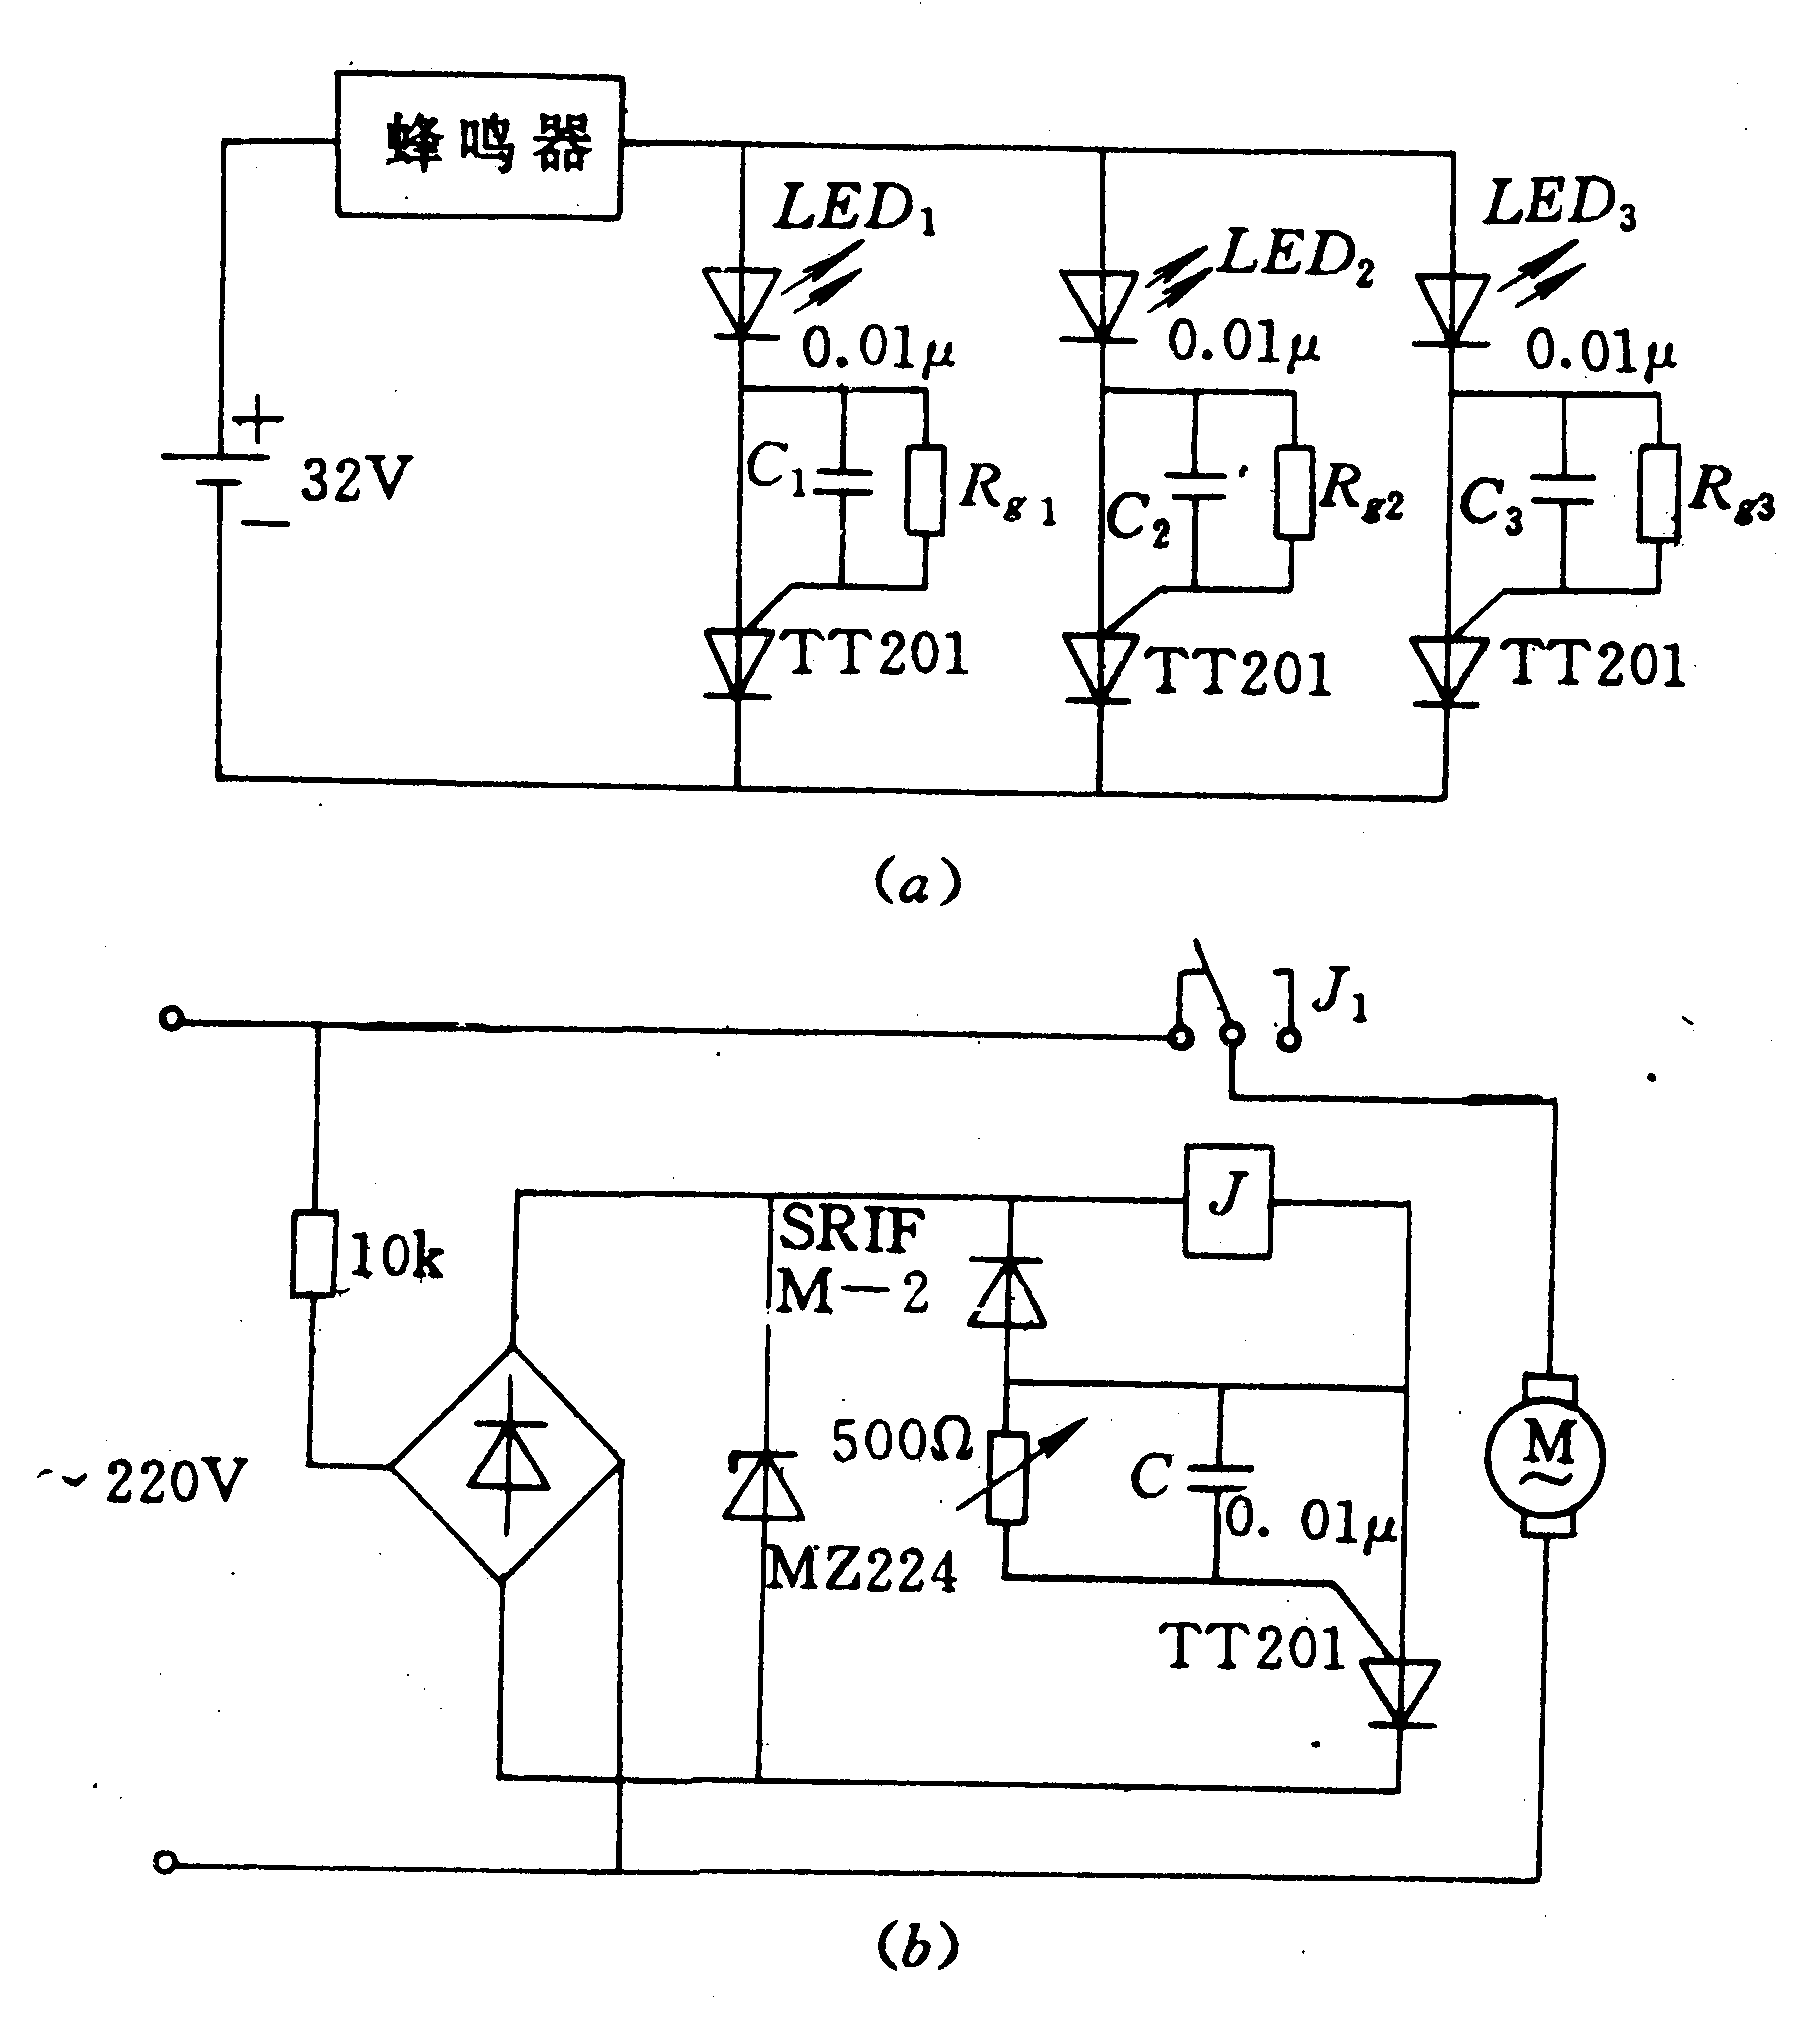 蜂鸣器
LED₁
LED₂
LED₃
0.01μ
0.01μ
0.01μ
+
32V
−
C₁
Rg1
C₂
Rg2
C₃
Rg3
TT201
TT201
TT201
(a)
J₁
J
SRIF
M－2
10k
500Ω
C
0.01μ
M
~
~220V
MZ224
TT201
(b)